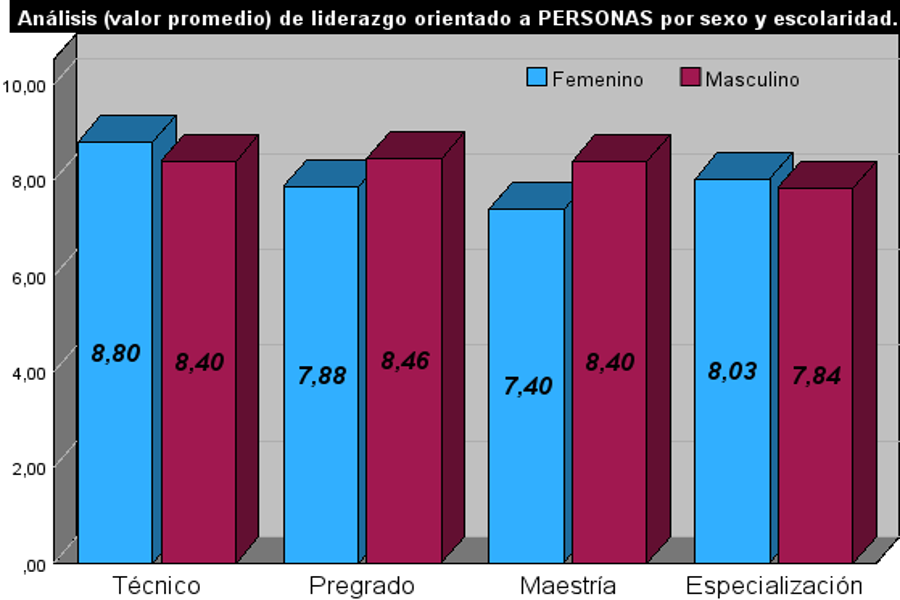 Análisis (valor promedio) de liderazgo orientado a PERSONAS por sexo y escolaridad.
Femenino Masculino
10,00
8,00
6,00
4,00
2,00
,00
8,80 8,40 7,88 8,46 7,40 8,40 8,03 7,84
Técnico Pregrado Maestría Especialización